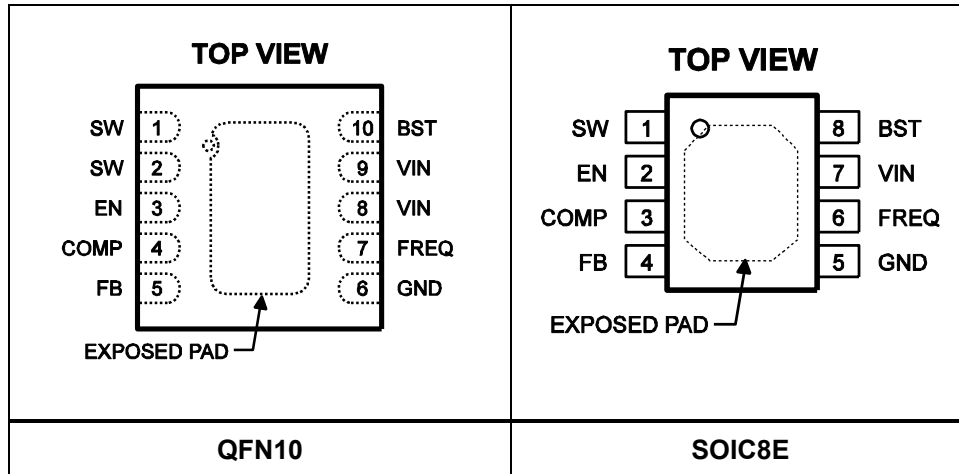 TOP VIEW
SW 1 10 BST
SW 2 9 VIN
EN 3 8 VIN
COMP 4 7 FREQ
FB 5 6 GND
EXPOSED PAD
QFN10
TOP VIEW
SW 1 8 BST
EN 2 7 VIN
COMP 3 6 FREQ
FB 4 5 GND
EXPOSED PAD
SOIC8E